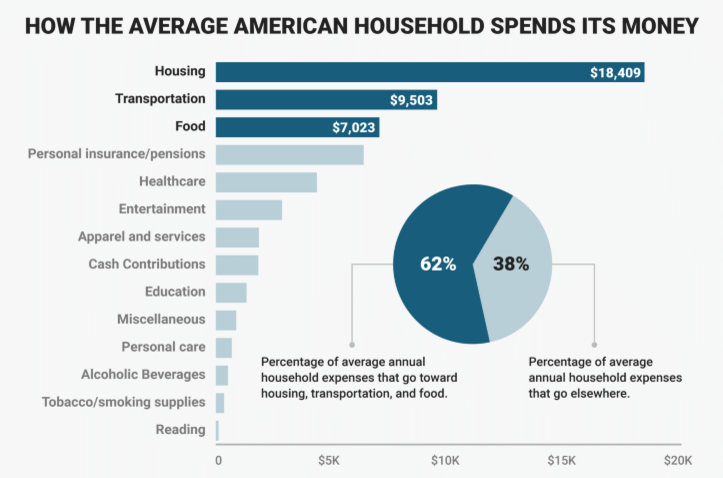 HOW THE AVERAGE AMERICAN HOUSEHOLD SPENDS ITS MONEY
Housing
$18,409
Transportation
$9,503
Food
$7,023
Personal insurance/pensions
Healthcare
Entertainment
Apparel and services
Cash Contributions
Education
Miscellaneous
Personal care
Alcoholic Beverages
Tobacco/smoking supplies
Reading
62%
38%
Percentage of average annual
household expenses that go toward
housing, transportation, and food.
Percentage of average
annual household expenses
that go elsewhere.
0
$5K
$10K
$15K
$20K